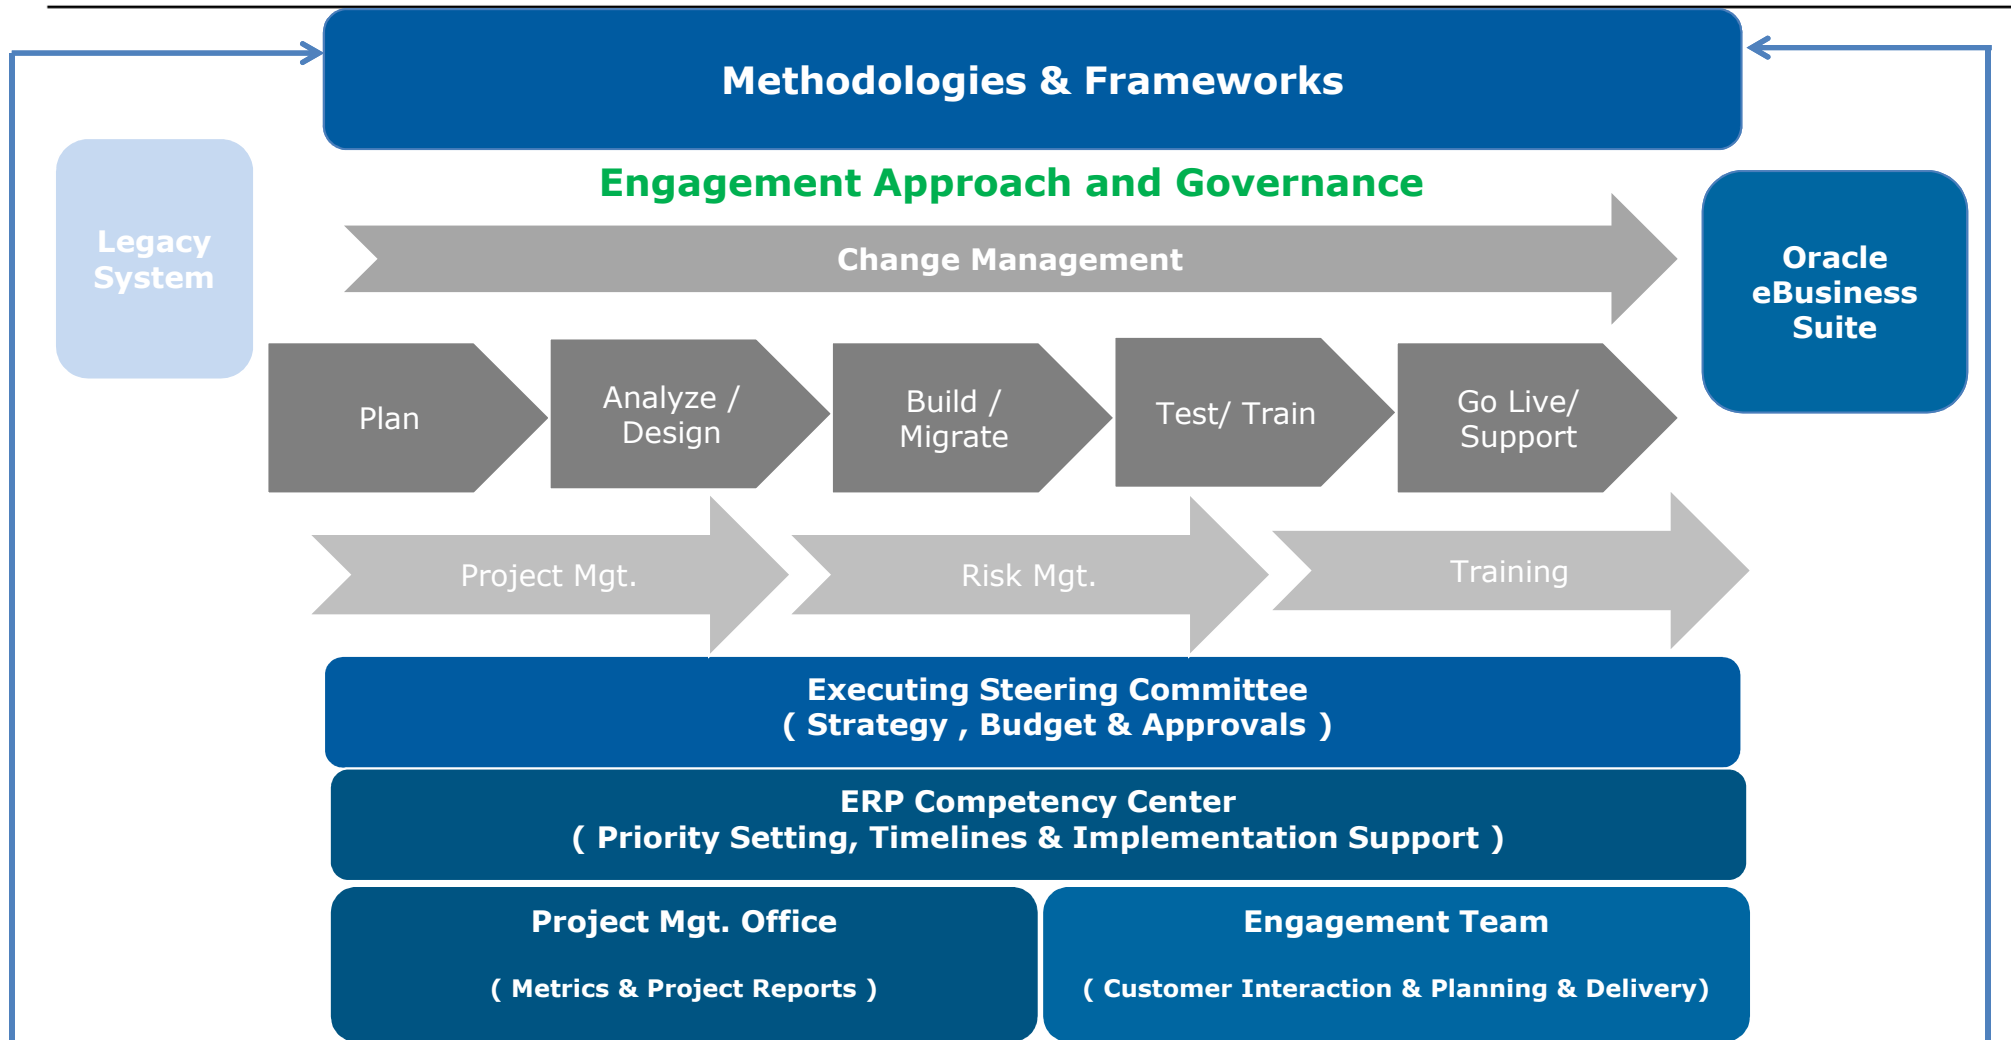 Methodologies & Frameworks
Engagement Approach and Governance
Legacy
System
Change Management
Oracle
eBusiness
Suite
Plan
Analyze /
Design
Build /
Migrate
Test/ Train
Go Live/
Support
Project Mgt.
Risk Mgt.
Training
Executing Steering Committee
( Strategy , Budget & Approvals )
ERP Competency Center
( Priority Setting, Timelines & Implementation Support )
Project Mgt. Office
( Metrics & Project Reports )
Engagement Team
( Customer Interaction & Planning & Delivery)